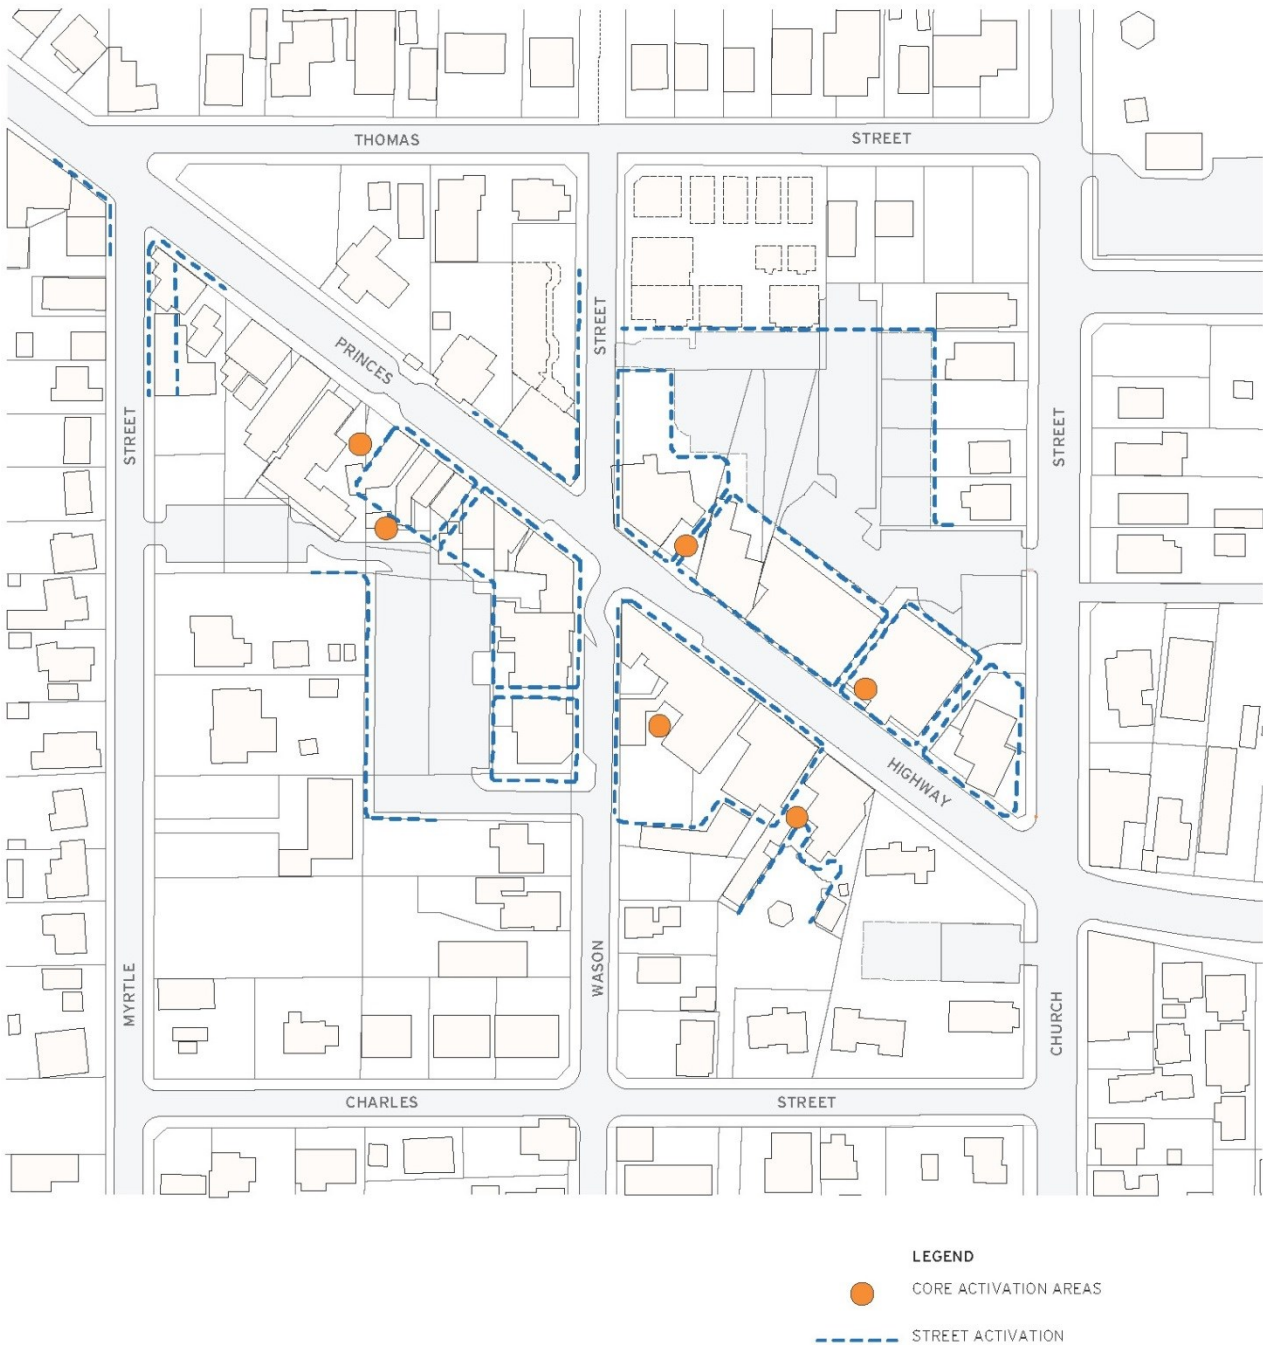 THOMAS
STREET
PRINCES
STREET
STREET
STREET
HIGHWAY
MYRTLE
WASON
CHURCH
CHARLES
STREET
LEGEND
CORE ACTIVATION AREAS
STREET ACTIVATION